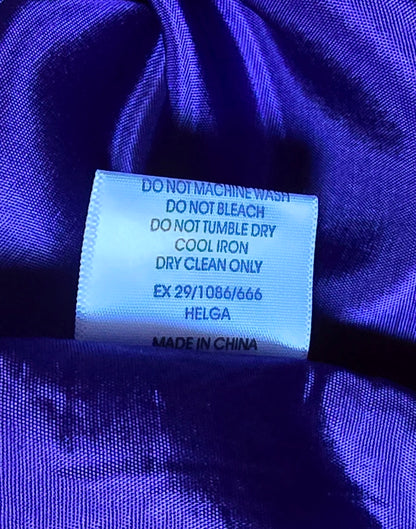 DO NOT MACHINE WASH
DO NOT BLEACH
DO NOT TUMBLE DRY
COOL IRON
DRY CLEAN ONLY
EX 29/1086/666
HELGA
MADE IN CHINA